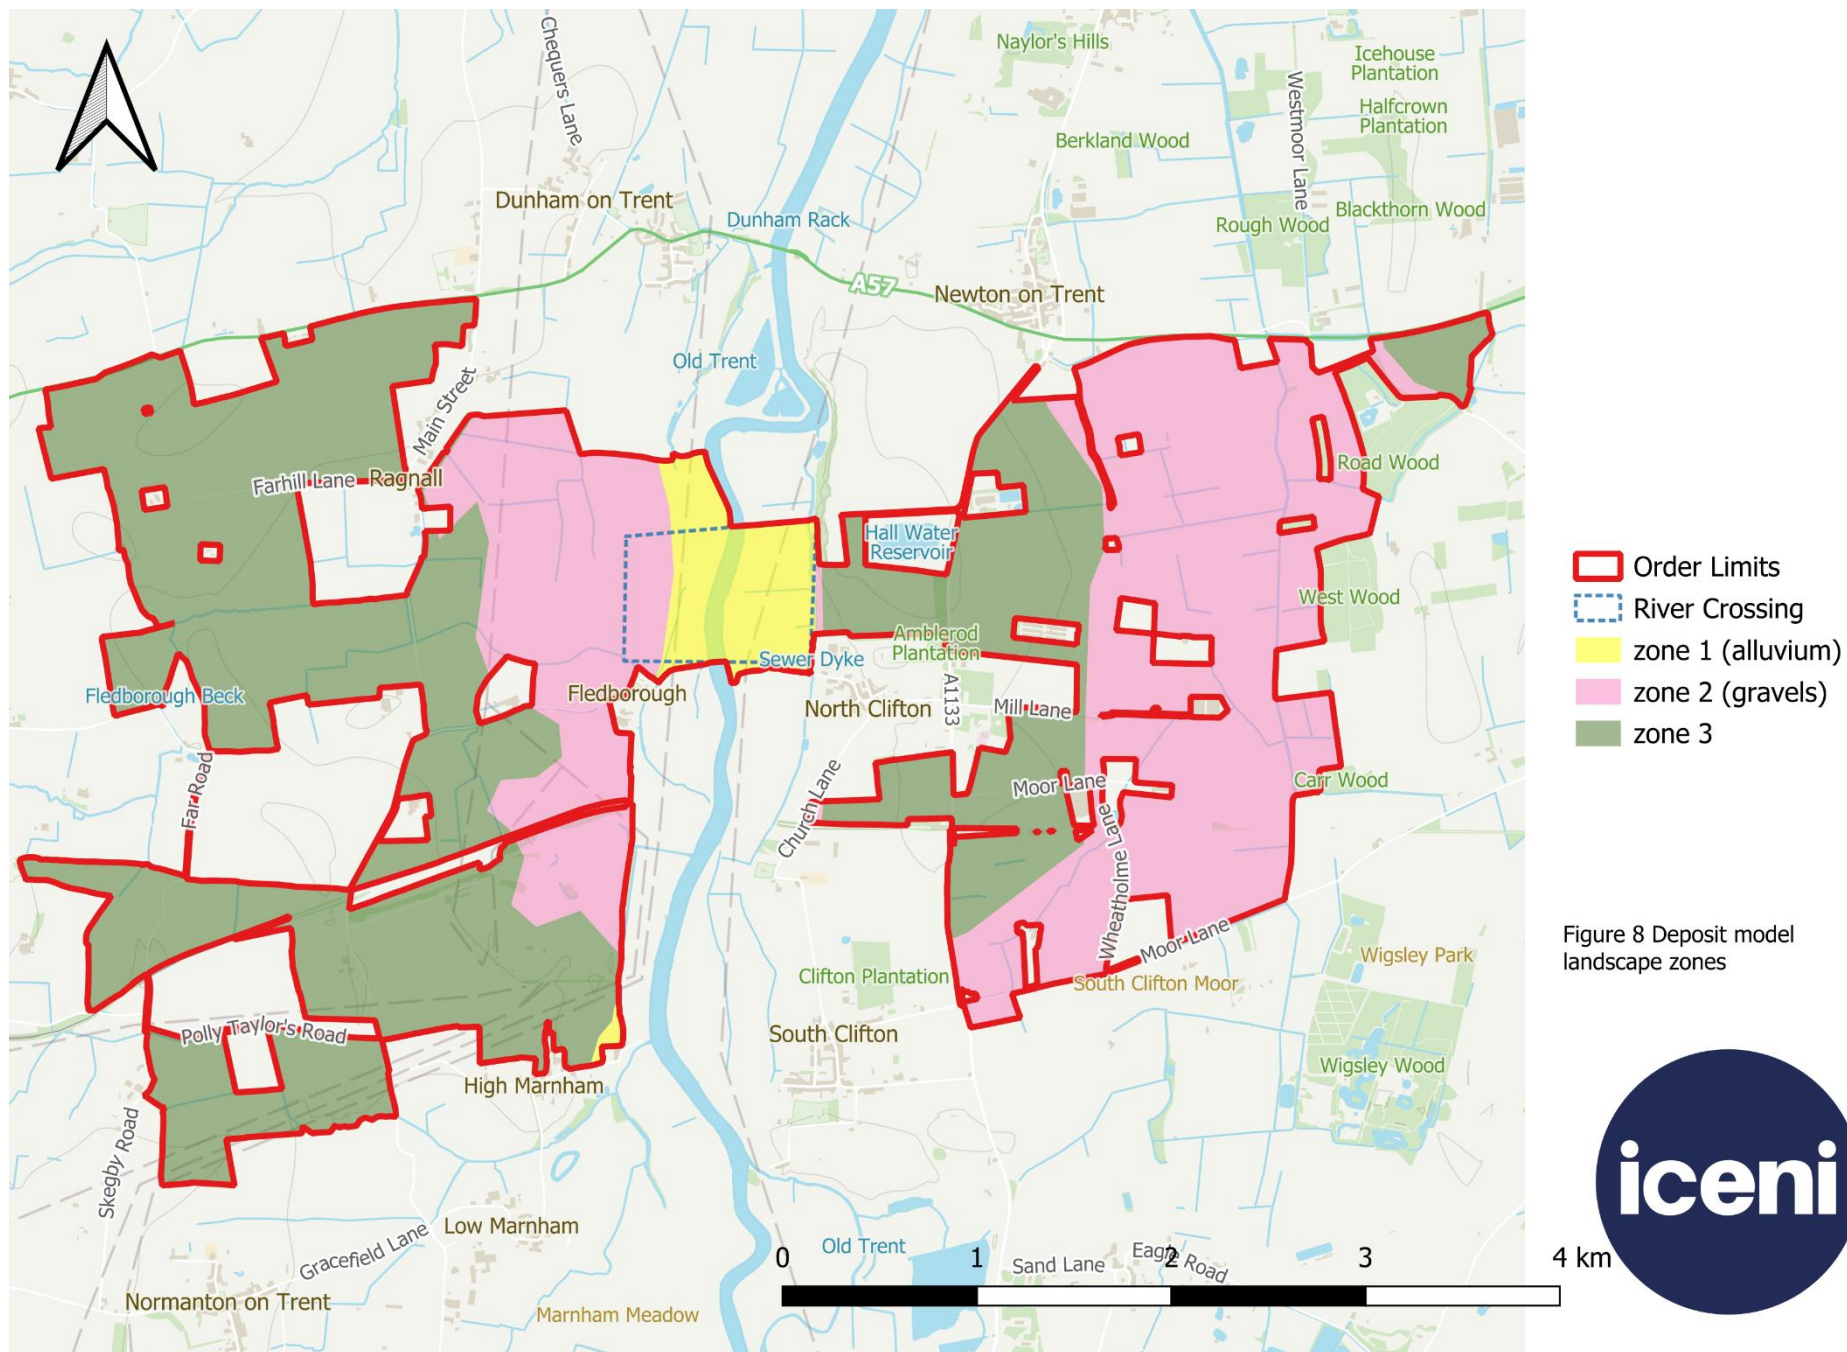 Chequers Lane
Naylor's Hills
Icehouse
Plantation
Westmoor Lane
Halfcrown
Plantation
Berkland Wood
Dunham on Trent
Dunham Rack
Rough Wood
Blackthorn Wood
A57
Newton on Trent
Old Trent
Main Street
Farhill Lane
Ragnall
Road Wood
Hall Water
Reservoir
Order Limits
River Crossing
zone 1 (alluvium)
zone 2 (gravels)
zone 3
West Wood
Amblerod
Plantation
Sewer Dyke
Fledborough Beck
Fledborough
North Clifton
A1133
Mill Lane
Far Road
Church Lane
Moor Lane
Carr Wood
Wheatholme Lane
Moor Lane
Figure 8 Deposit model
landscape zones
Clifton Plantation
South Clifton Moor
Wigsley Park
Polly Taylor's Road
South Clifton
Wigsley Wood
High Marnham
Skegby Road
iceni
Low Marnham
Gracefield Lane
Old Trent
Sand Lane
Eagle Road
0 1 2 3 4 km
Normanton on Trent
Marnham Meadow